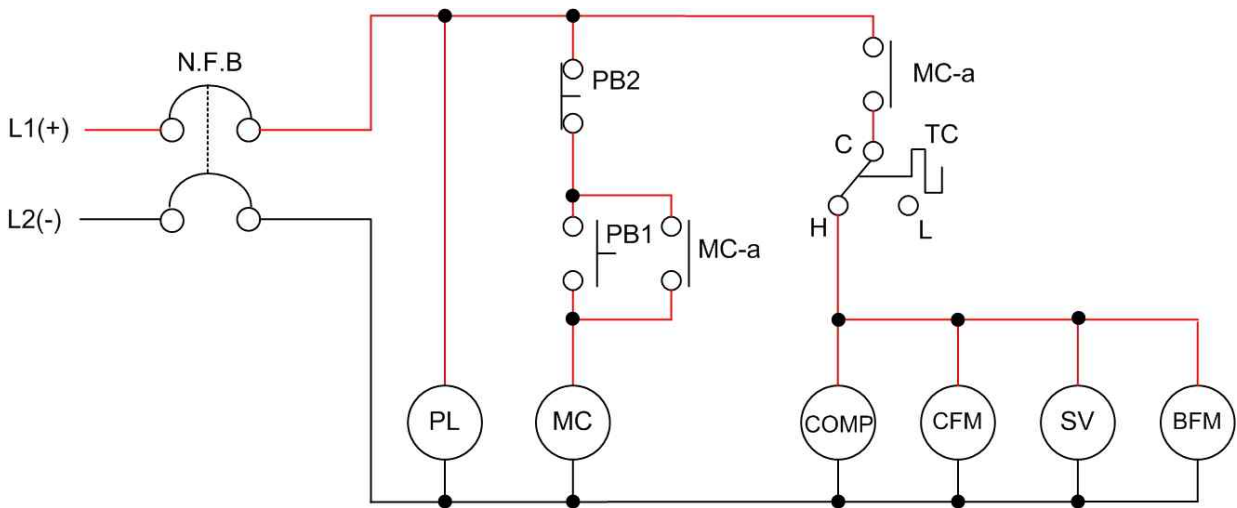 N.F.B
L1(+)
L2(-)
PB2
MC-a
C
TC
H
L
PB1
MC-a
PL
MC
COMP
CFM
SV
BFM